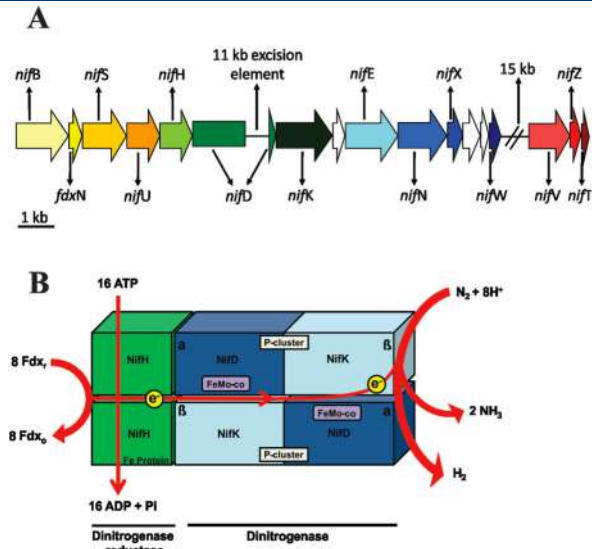 A
11 kb excision
element
15 kb
nifB
nifS
nifH
nifE
nifX
nifZ
fdxN
nifU
nifD
nifK
nifN
nifW
nifV
nifT
1 kb
B
16 ATP
N₂ + 8H⁺
8 Fdxᵣ
8 Fdxₒ
NifH
a
NifD
P-cluster
NifK
ß
FeMo-co
e⁻
e⁻
ß
NifH
NifK
FeMo-co
NifD
a
Fe Protein
P-cluster
2 NH₃
H₂
16 ADP + PI
Dinitrogenase
reductase
Dinitrogenase